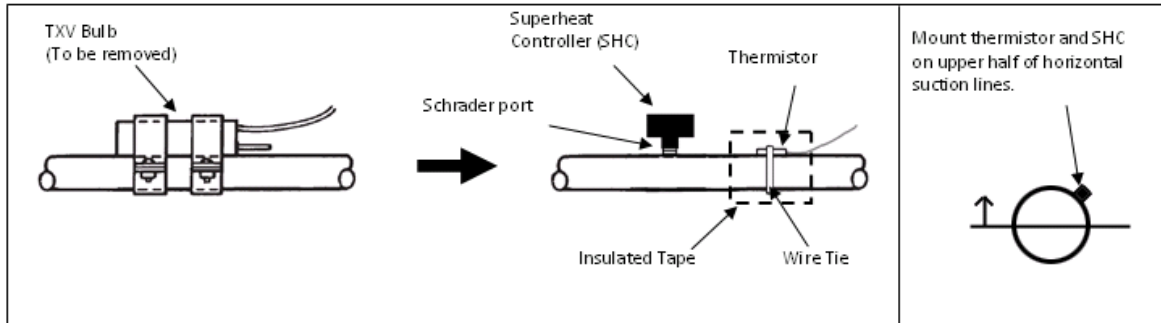 TXV Bulb
(To be removed)
Superheat
Controller (SHC)
Thermistor
Schrader port
Insulated Tape
Wire Tie
Mount thermistor and SHC
on upper half of horizontal
suction lines.